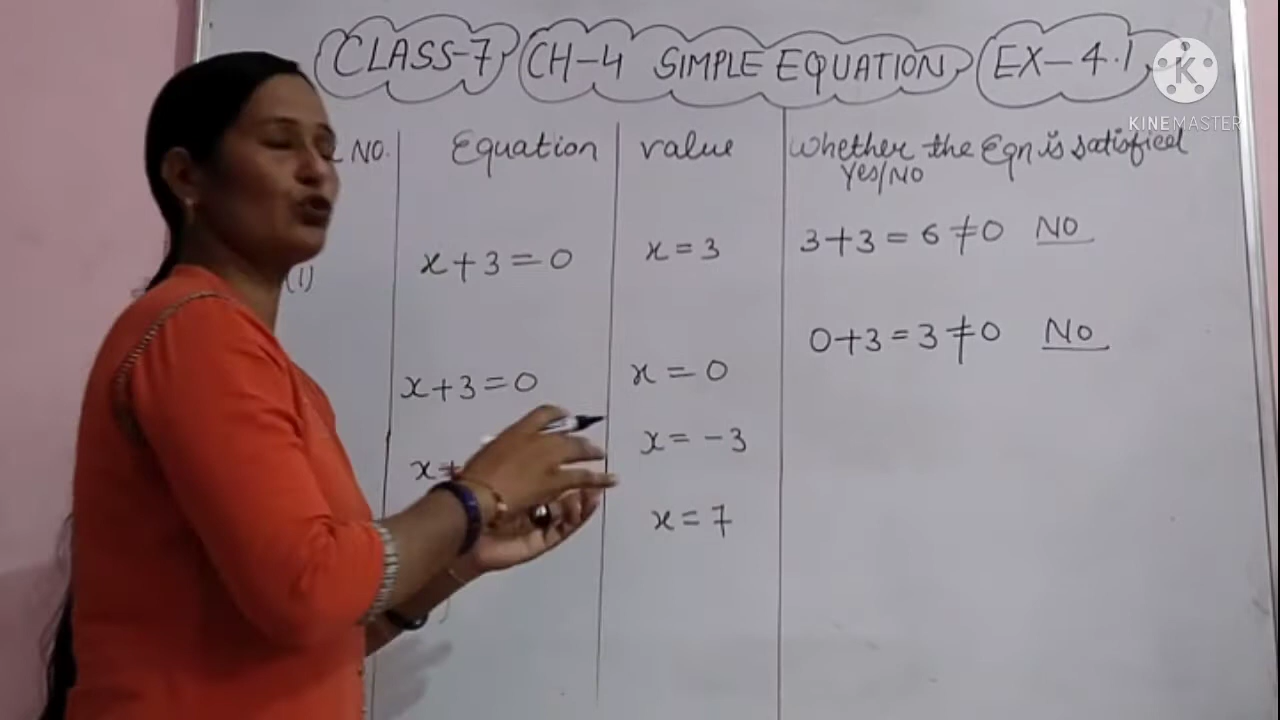 CLASS-7 CH-4 SIMPLE EQUATION EX-4.1
K
KINEMASTER
NO. Equation value whether the Eqn is satisfied
Yes/NO
(1) x+3=0 x=3 3+3=6≠0 NO
x+3=0 x=0 0+3=3≠0 No
x+ x=-3
x=7